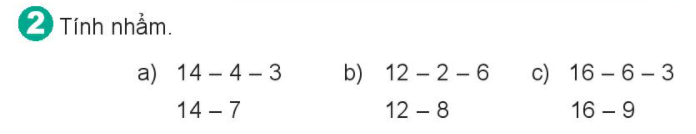 2 Tính nhẩm.
a) 14 – 4 – 3 b) 12 – 2 – 6 c) 16 – 6 – 3
14 – 7 12 – 8 16 – 9